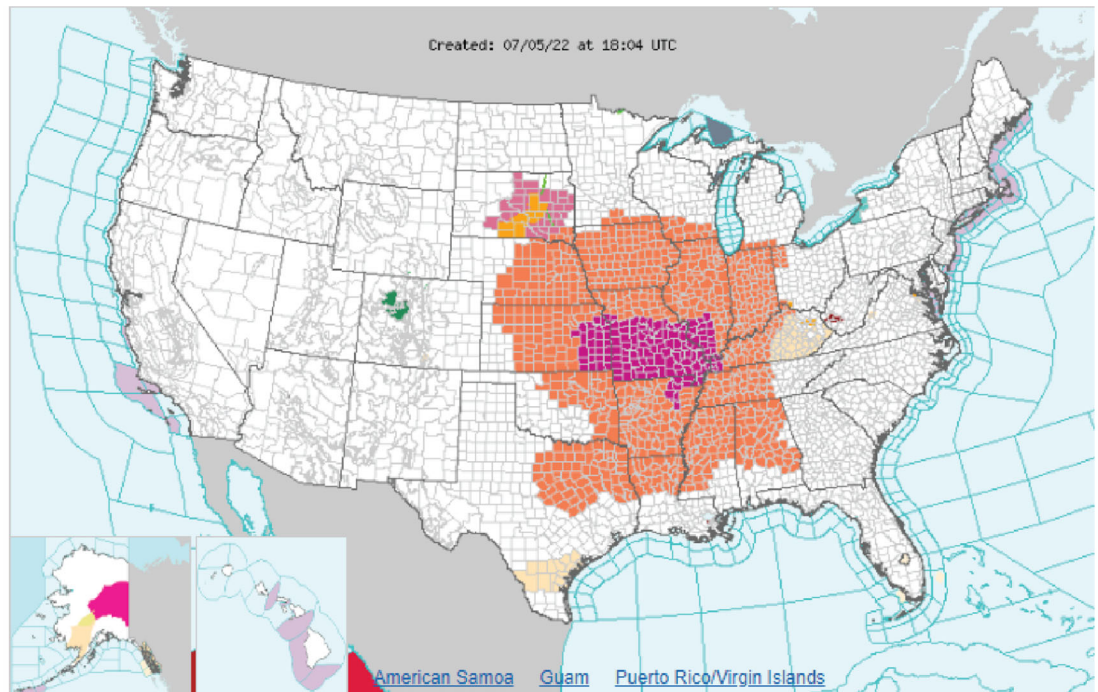 Created: 07/05/22 at 18:04 UTC
American Samoa Guam Puerto Rico/Virgin Islands